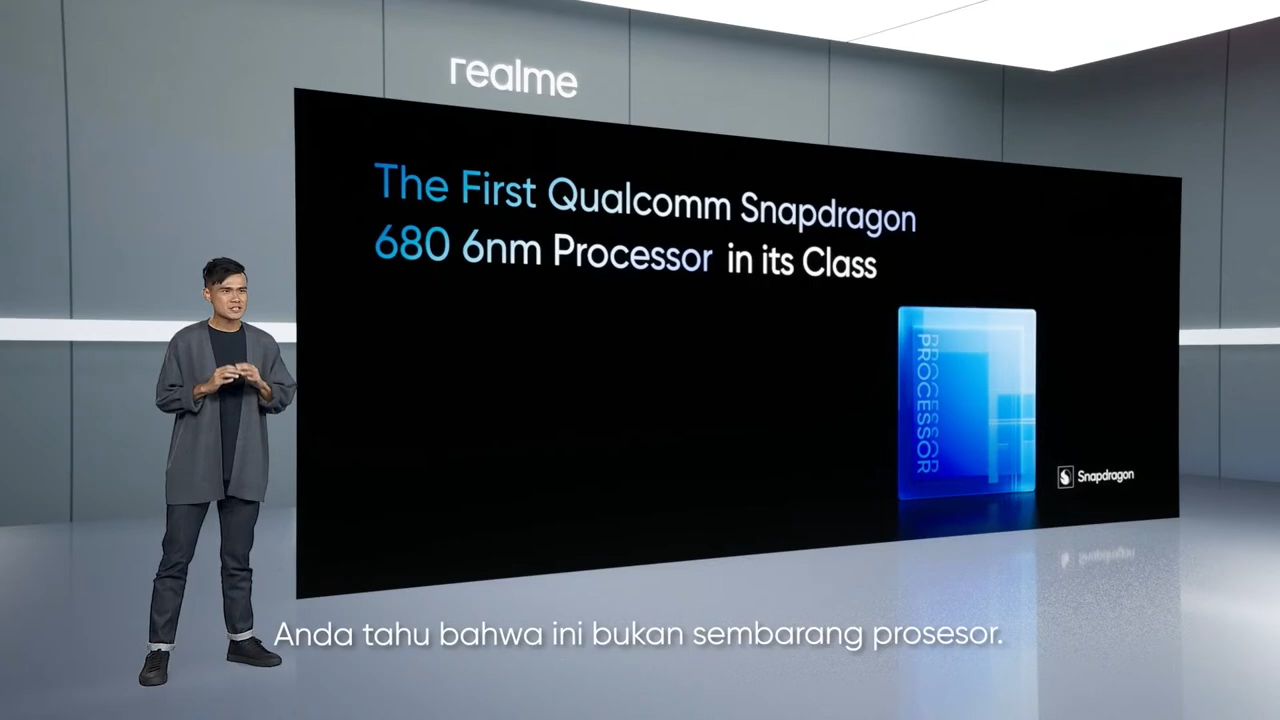 realme
The First Qualcomm Snapdragon
680 6nm Processor in its Class
PROCESSOR
PROCESSOR
Snapdragon
Anda tahu bahwa ini bukan sembarang prosesor.